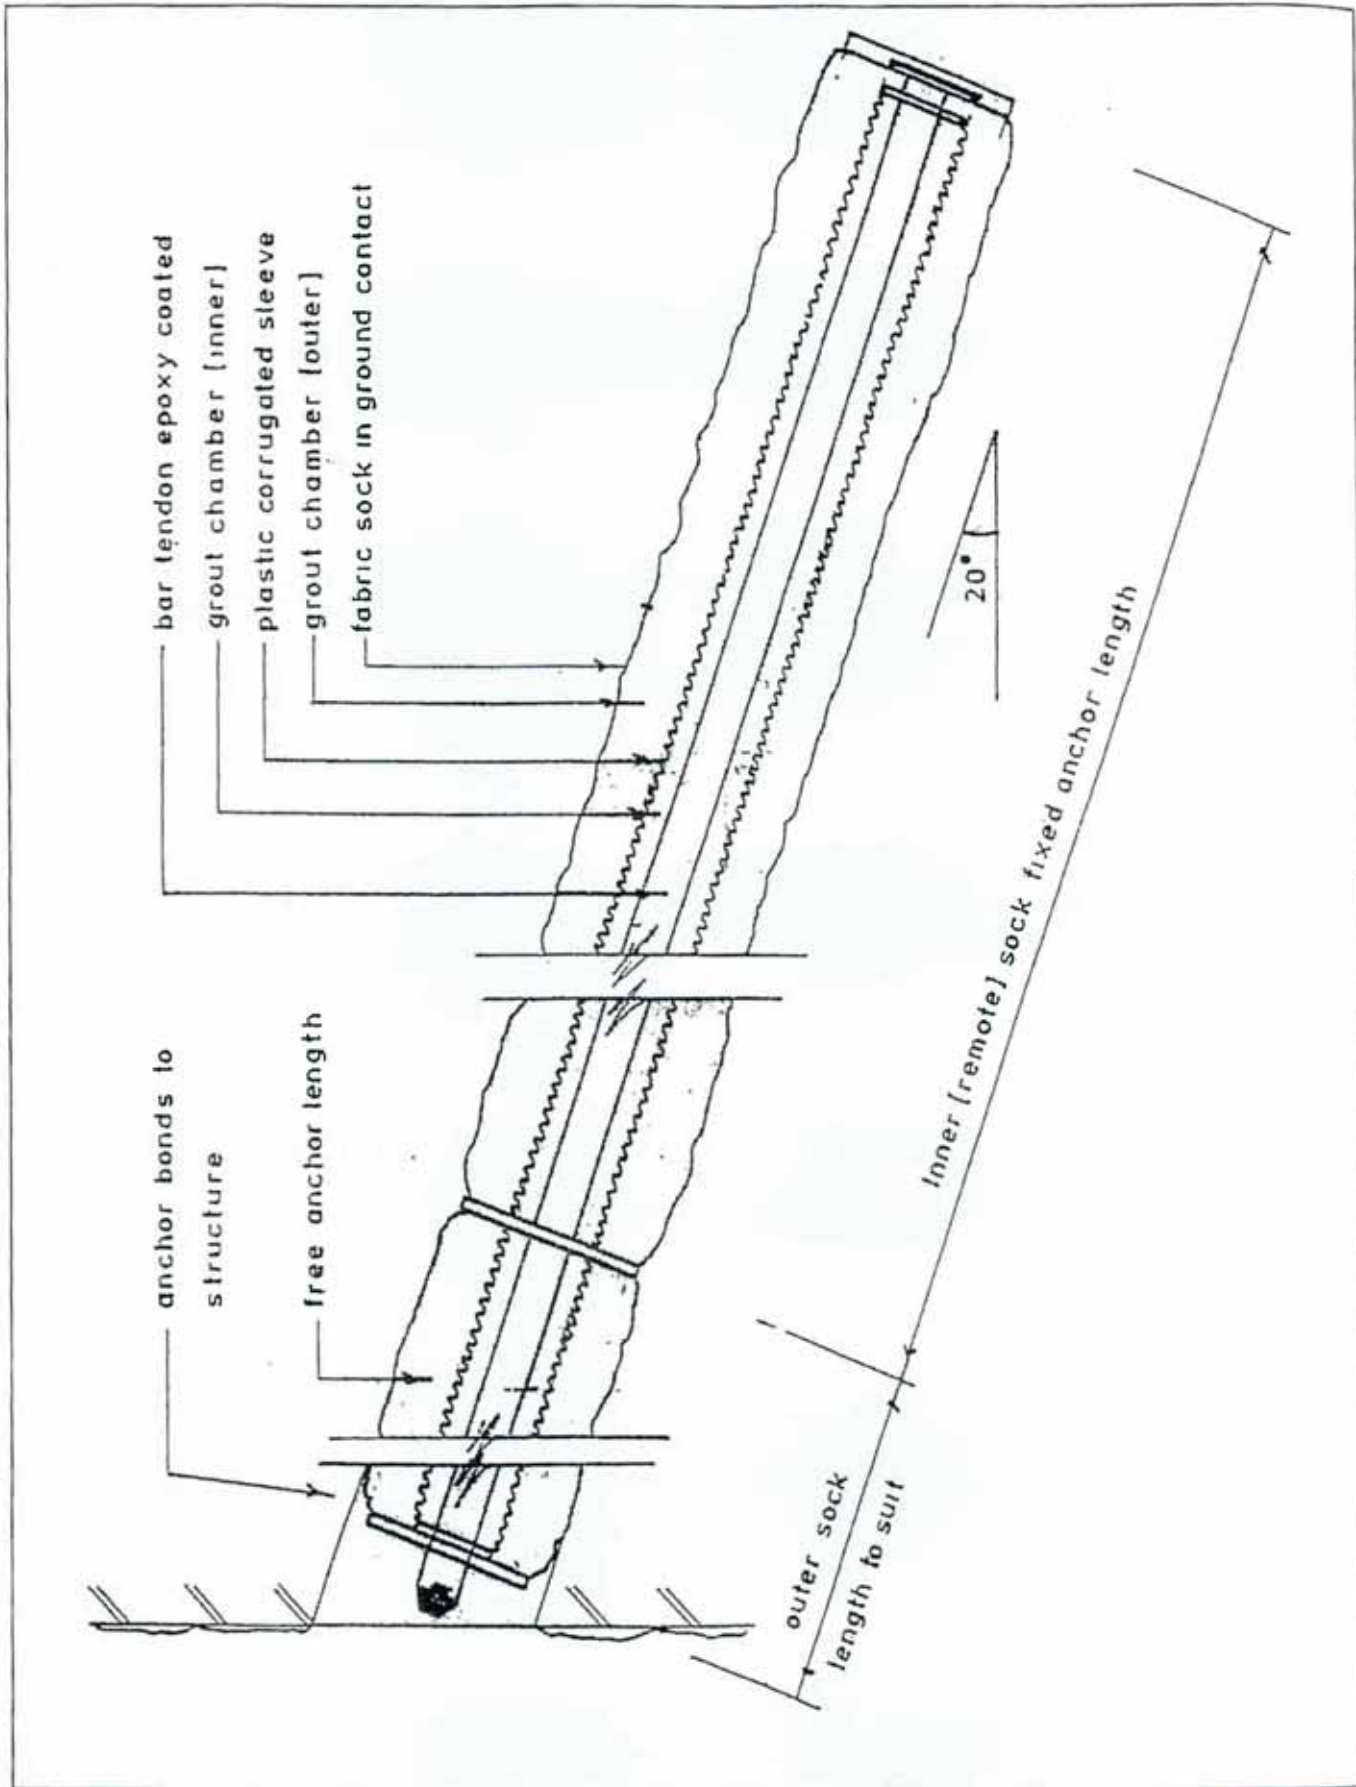 anchor bonds to
structure
free anchor length
bar tendon epoxy coated
grout chamber [inner]
plastic corrugated sleeve
grout chamber [outer]
fabric sock in ground contact
20°
outer sock
length to suit
Inner [remote] sock fixed anchor length